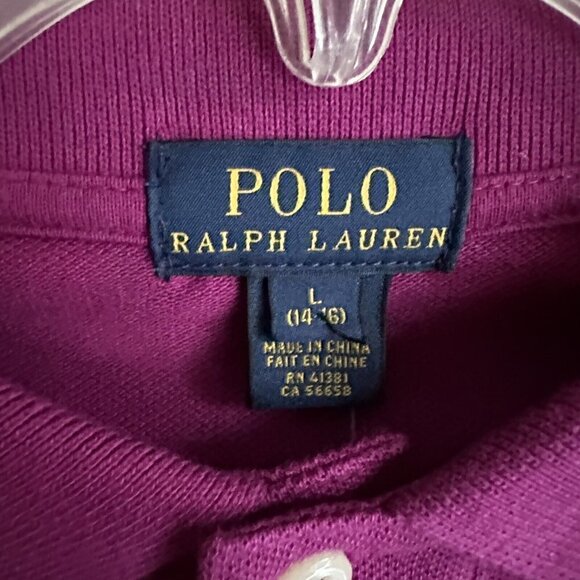 POLO
RALPH LAUREN
L
(14-16)
MADE IN CHINA
FAIT EN CHINE
RN 41381
CA 56658